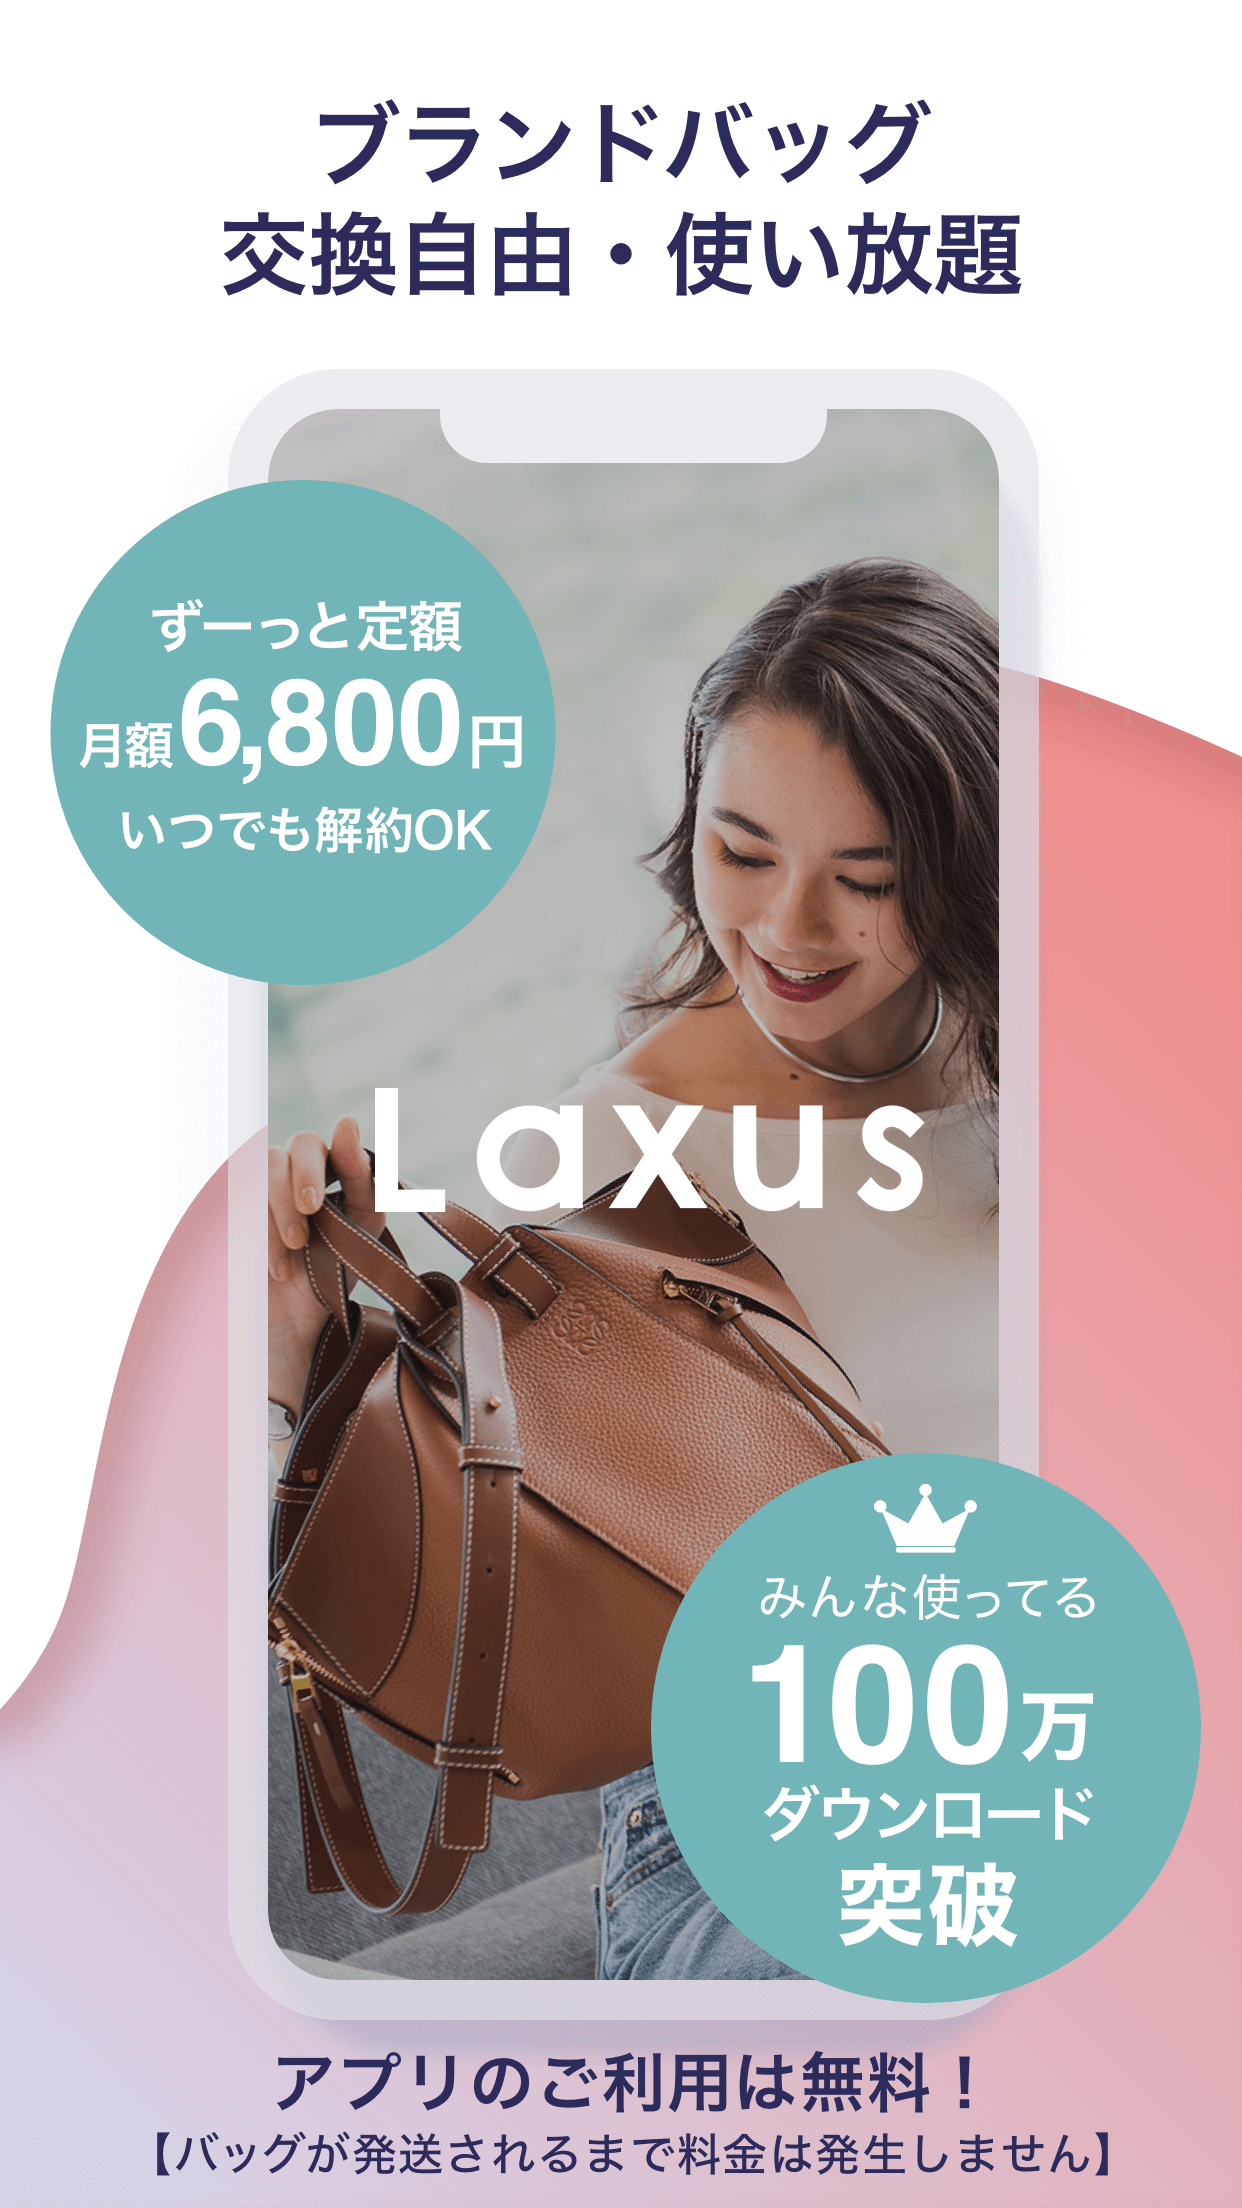 ブランドバッグ
交換自由・使い放題
ずーっと定額
月額6,800円
いつでも解約OK
Laxus
みんな使ってる
100万
ダウンロード
突破
アプリのご利用は無料！
【バッグが発送されるまで料金は発生しません】